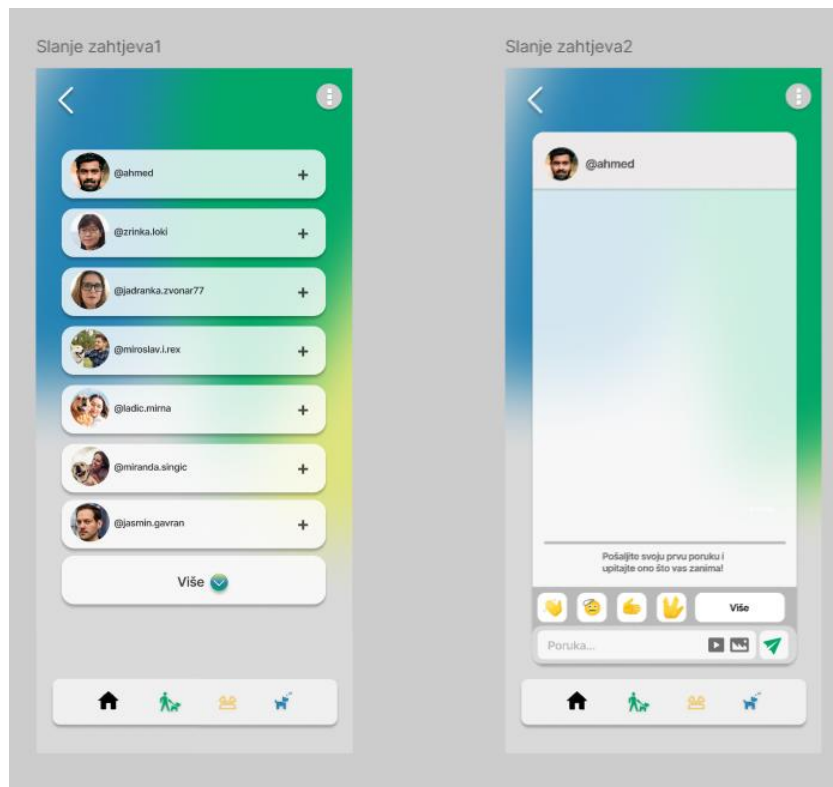 Slanje zahtjeva1
@ahmed
+
@zrinka.loki
+
@jadranka.zvonar77
+
@miroslav.i.rex
+
@ladic.mirna
+
@miranda.singic
+
@jasmin.gavran
+
Više
Slanje zahtjeva2
@ahmed
Pošaljite svoju prvu poruku i
upitajte ono što vas zanima!
Više
Poruka...